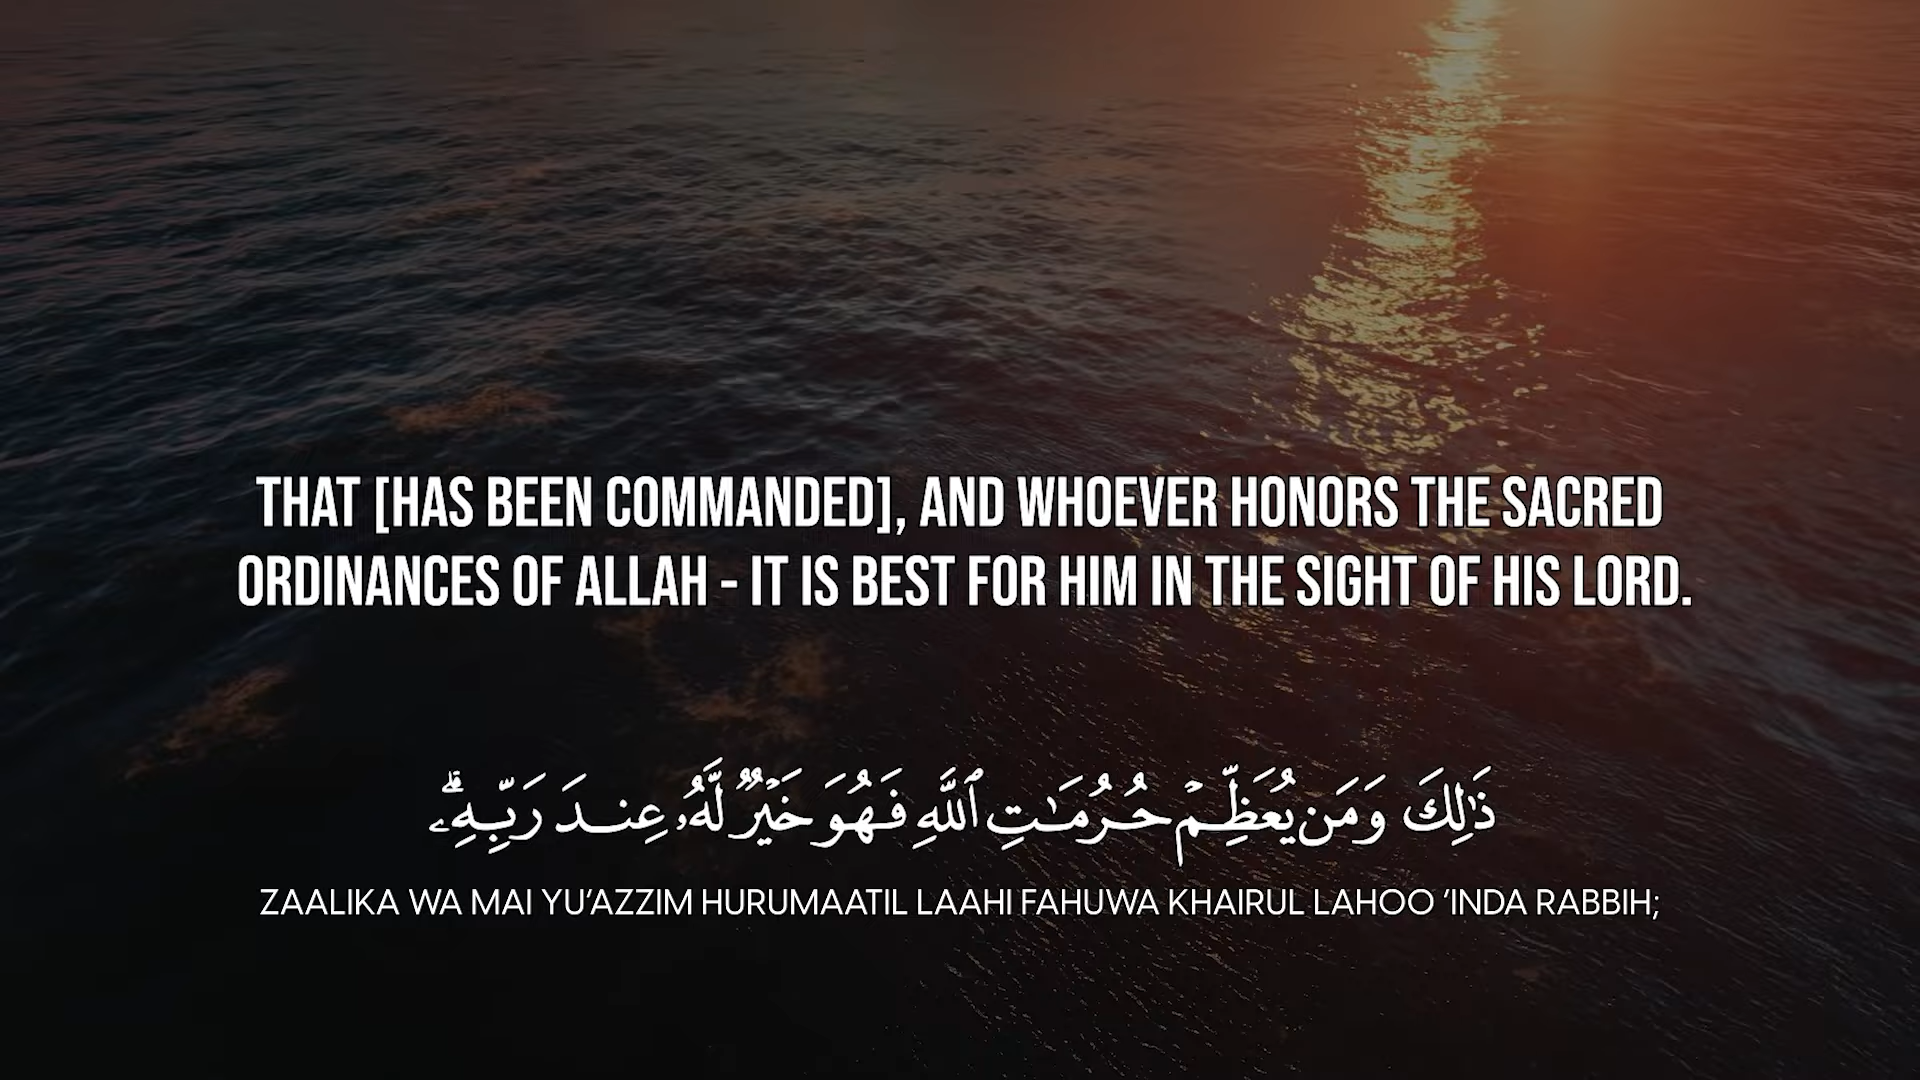 THAT [HAS BEEN COMMANDED], AND WHOEVER HONORS THE SACRED
ORDINANCES OF ALLAH - IT IS BEST FOR HIM IN THE SIGHT OF HIS LORD.
ذَٰلِكَ وَمَن يُعَظِّمْ حُرُمَـٰتِ ٱللَّهِ فَهُوَ خَيْرٌ لَّهُۥ عِندَ رَبِّهِۦ ۗ
ZAALIKA WA MAI YU’AZZIM HURUMAATIL LAAHI FAHUWA KHAIRUL LAHOO ‘INDA RABBIH;